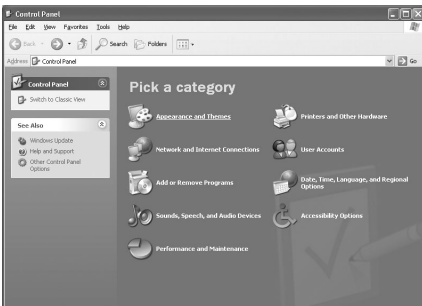 Control Panel
File Edit View Favorites Tools Help
Back Search Folders
Address Control Panel Go
Control Panel
Switch to Classic View
See Also
Windows Update
Help and Support
Other Control Panel
Options
Pick a category
Appearance and Themes
Printers and Other Hardware
Network and Internet Connections
User Accounts
Add or Remove Programs
Date, Time, Language, and Regional
Options
Sounds, Speech, and Audio Devices
Accessibility Options
Performance and Maintenance